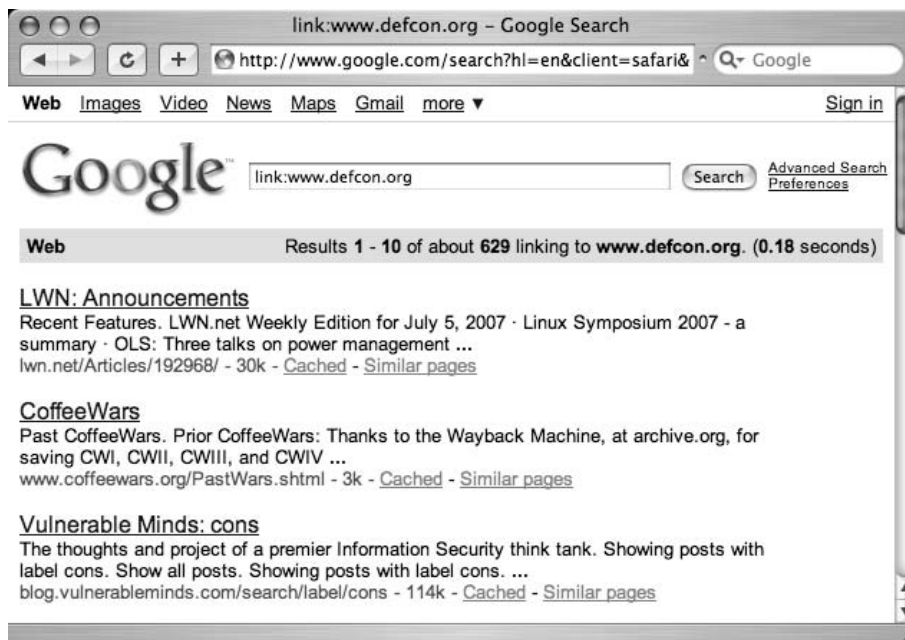 link:www.defcon.org – Google Search
http://www.google.com/search?hl=en&client=safari& Google
Web Images Video News Maps Gmail more ▼ Sign in
Google™ link:www.defcon.org Search Advanced Search
Preferences
Web Results 1 - 10 of about 629 linking to www.defcon.org. (0.18 seconds)
LWN: Announcements
Recent Features. LWN.net Weekly Edition for July 5, 2007 · Linux Symposium 2007 - a
summary · OLS: Three talks on power management ...
lwn.net/Articles/192968/ - 30k - Cached - Similar pages
CoffeeWars
Past CoffeeWars. Prior CoffeeWars: Thanks to the Wayback Machine, at archive.org, for
saving CWI, CWII, CWIII, and CWIV ...
www.coffeewars.org/PastWars.shtml - 3k - Cached - Similar pages
Vulnerable Minds: cons
The thoughts and project of a premier Information Security think tank. Showing posts with
label cons. Show all posts. Showing posts with label cons. ...
blog.vulnerableminds.com/search/label/cons - 114k - Cached - Similar pages